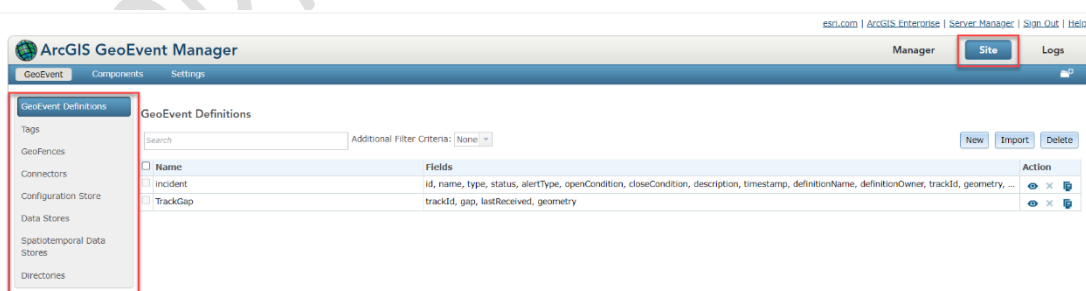 esri.com | ArcGIS Enterprise | Server Manager | Sign Out | Help
ArcGIS GeoEvent Manager
Manager Site Logs
GeoEvent Components Settings
GeoEvent Definitions
Tags
GeoFences
Connectors
Configuration Store
Data Stores
Spatiotemporal Data
Stores
Directories
GeoEvent Definitions
Search Additional Filter Criteria: None New Import Delete
Name Fields Action
incident id, name, type, status, alertType, openCondition, closeCondition, description, timestamp, definitionName, definitionOwner, trackId, geometry, ...
TrackGap trackId, gap, lastReceived, geometry